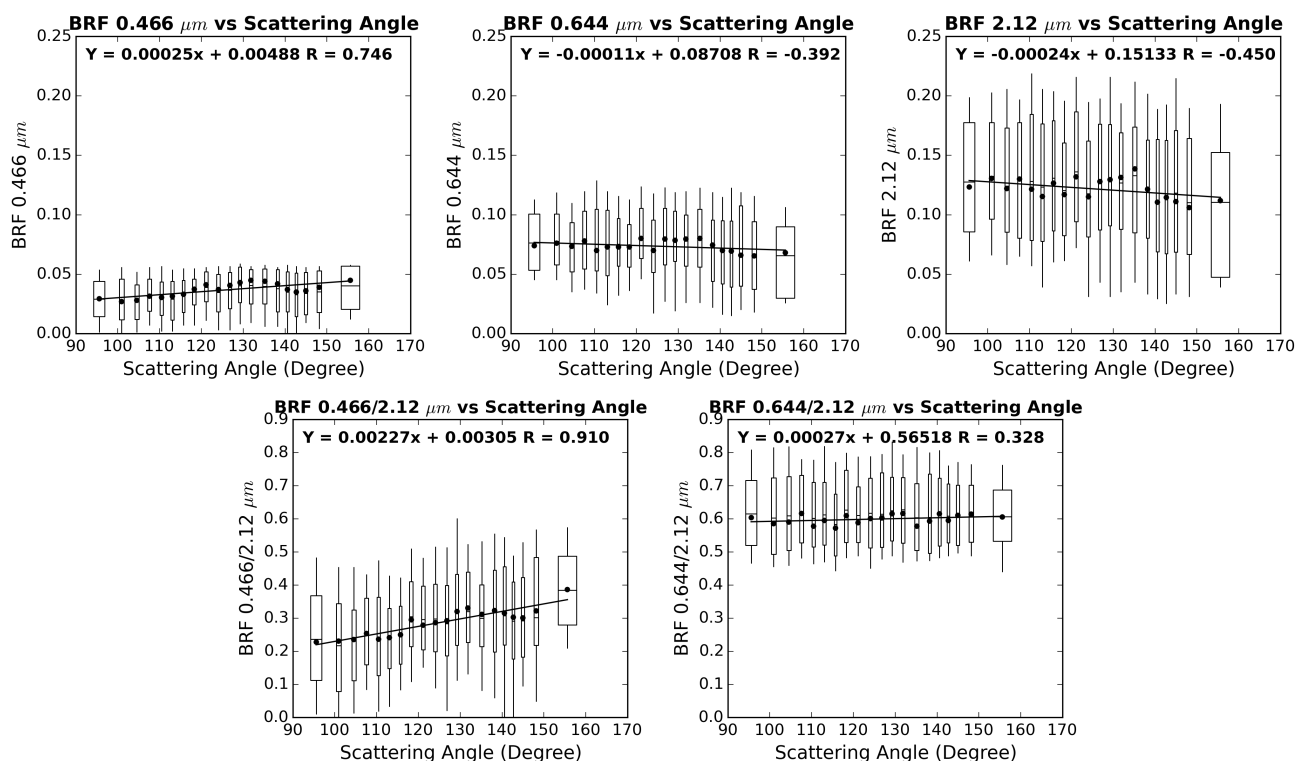 BRF 0.466 μm vs Scattering Angle
Y = 0.00025x + 0.00488 R = 0.746
BRF 0.466 μm
0.25
0.20
0.15
0.10
0.05
0.00
90 100 110 120 130 140 150 160 170
Scattering Angle (Degree)
BRF 0.644 μm vs Scattering Angle
Y = -0.00011x + 0.08708 R = -0.392
BRF 0.644 μm
0.25
0.20
0.15
0.10
0.05
0.00
90 100 110 120 130 140 150 160 170
Scattering Angle (Degree)
BRF 2.12 μm vs Scattering Angle
Y = -0.00024x + 0.15133 R = -0.450
BRF 2.12 μm
0.25
0.20
0.15
0.10
0.05
0.00
90 100 110 120 130 140 150 160 170
Scattering Angle (Degree)
BRF 0.466/2.12 μm vs Scattering Angle
Y = 0.00227x + 0.00305 R = 0.910
BRF 0.466/2.12 μm
0.9
0.8
0.7
0.6
0.5
0.4
0.3
0.2
0.1
0.0
90 100 110 120 130 140 150 160 170
Scattering Angle (Degree)
BRF 0.644/2.12 μm vs Scattering Angle
Y = 0.00027x + 0.56518 R = 0.328
BRF 0.644/2.12 μm
0.9
0.8
0.7
0.6
0.5
0.4
0.3
0.2
0.1
0.0
90 100 110 120 130 140 150 160 170
Scattering Angle (Degree)